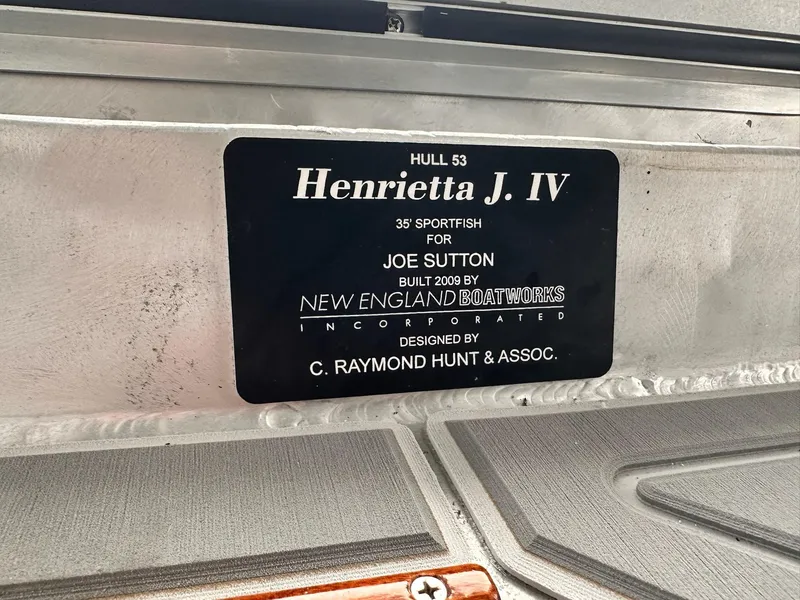 HULL 53
Henrietta J. IV
35' SPORTFISH
FOR
JOE SUTTON
BUILT 2009 BY
NEW ENGLAND BOATWORKS
INCORPORATED
DESIGNED BY
C. RAYMOND HUNT & ASSOC.